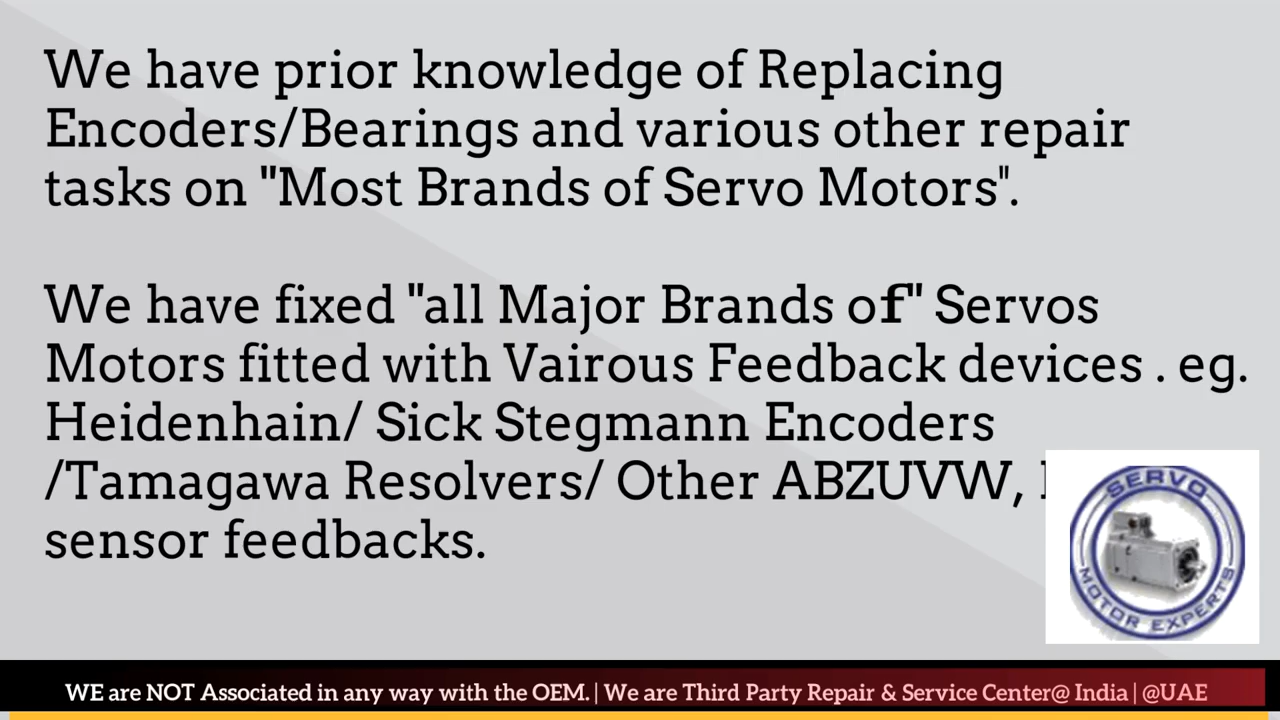 We have prior knowledge of Replacing
Encoders/Bearings and various other repair
tasks on "Most Brands of Servo Motors".
We have fixed "all Major Brands of" Servos
Motors fitted with Vairous Feedback devices . eg.
Heidenhain/ Sick Stegmann Encoders
/Tamagawa Resolvers/ Other ABZUVW,
sensor feedbacks.
SERVO
MOTOR EXPERTS
WE are NOT Associated in any way with the OEM. | We are Third Party Repair & Service Center@ India | @UAE